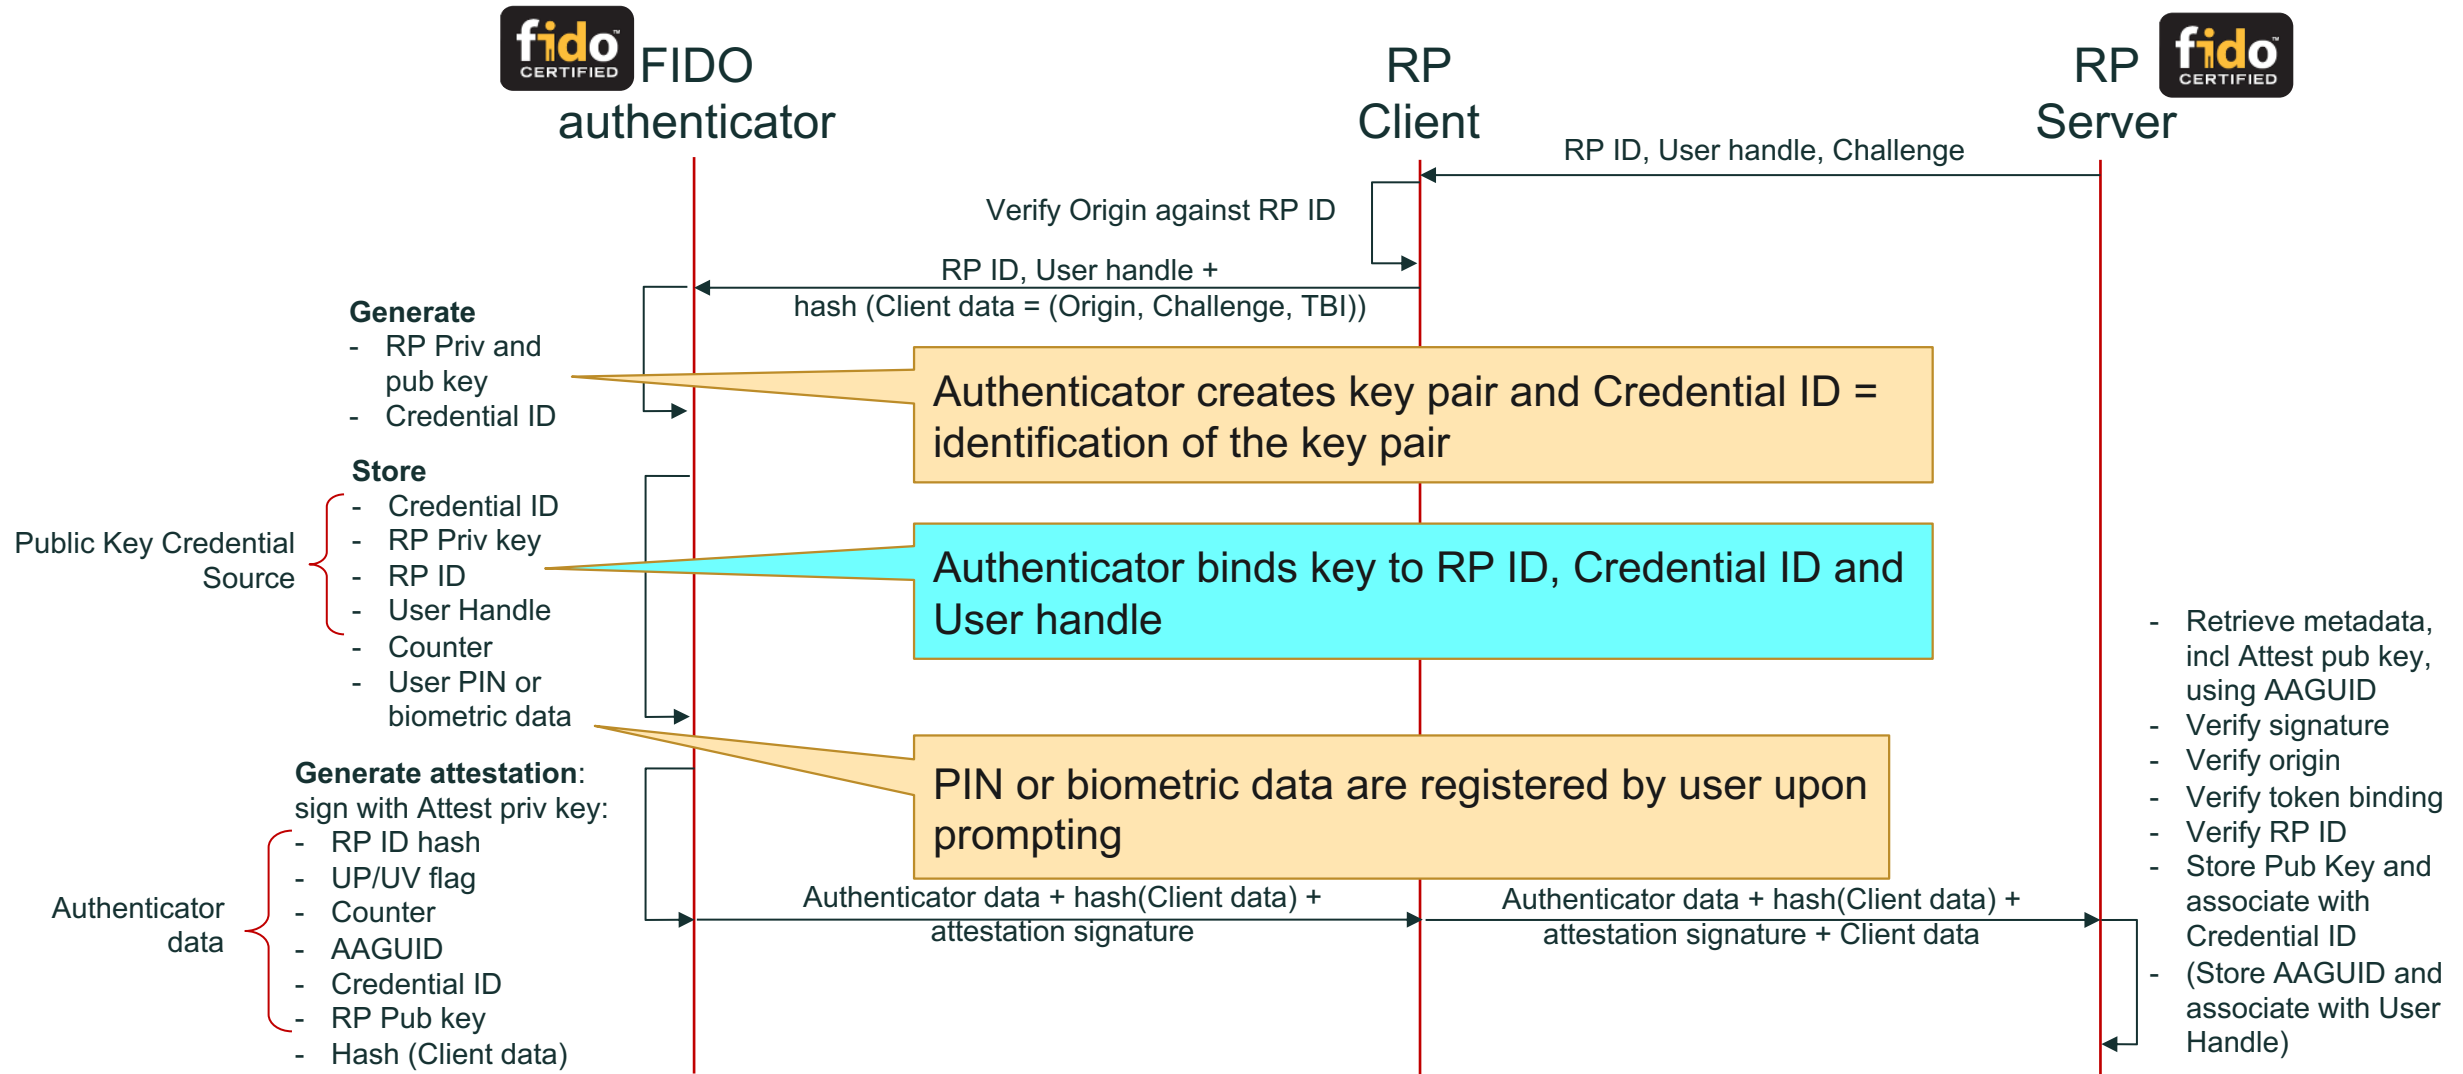 fido™
CERTIFIED
FIDO
authenticator
RP
Client
RP
Server
fido™
CERTIFIED
RP ID, User handle, Challenge
Verify Origin against RP ID
RP ID, User handle +
hash (Client data = (Origin, Challenge, TBI))
Generate
- RP Priv and
pub key
- Credential ID
Authenticator creates key pair and Credential ID =
identification of the key pair
Store
- Credential ID
- RP Priv key
- RP ID
- User Handle
- Counter
- User PIN or
biometric data
Public Key Credential
Source
Authenticator binds key to RP ID, Credential ID and
User handle
PIN or biometric data are registered by user upon
prompting
Generate attestation:
sign with Attest priv key:
- RP ID hash
- UP/UV flag
- Counter
- AAGUID
- Credential ID
- RP Pub key
- Hash (Client data)
Authenticator
data
Authenticator data + hash(Client data) +
attestation signature
Authenticator data + hash(Client data) +
attestation signature + Client data
- Retrieve metadata,
incl Attest pub key,
using AAGUID
- Verify signature
- Verify origin
- Verify token binding
- Verify RP ID
- Store Pub Key and
associate with
Credential ID
- (Store AAGUID and
associate with User
Handle)